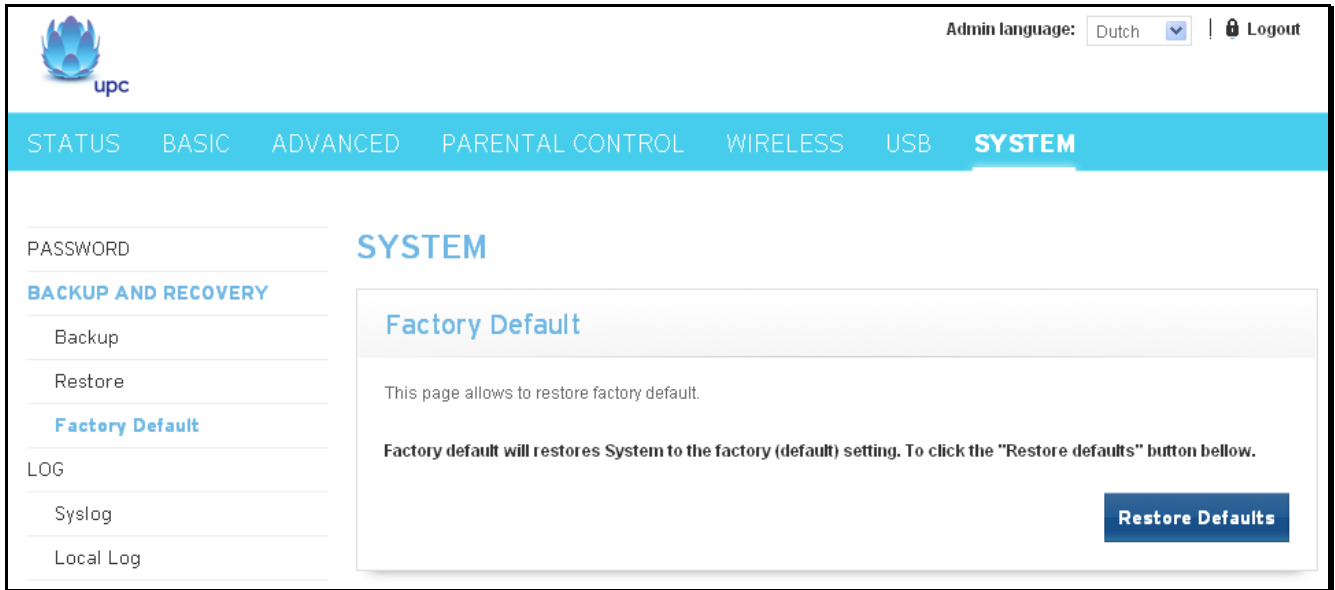 Admin language: Dutch | Logout
upc
STATUS BASIC ADVANCED PARENTAL CONTROL WIRELESS USB SYSTEM
PASSWORD
BACKUP AND RECOVERY
Backup
Restore
Factory Default
LOG
Syslog
Local Log
SYSTEM
Factory Default
This page allows to restore factory default.
Factory default will restores System to the factory (default) setting. To click the "Restore defaults" button bellow.
Restore Defaults